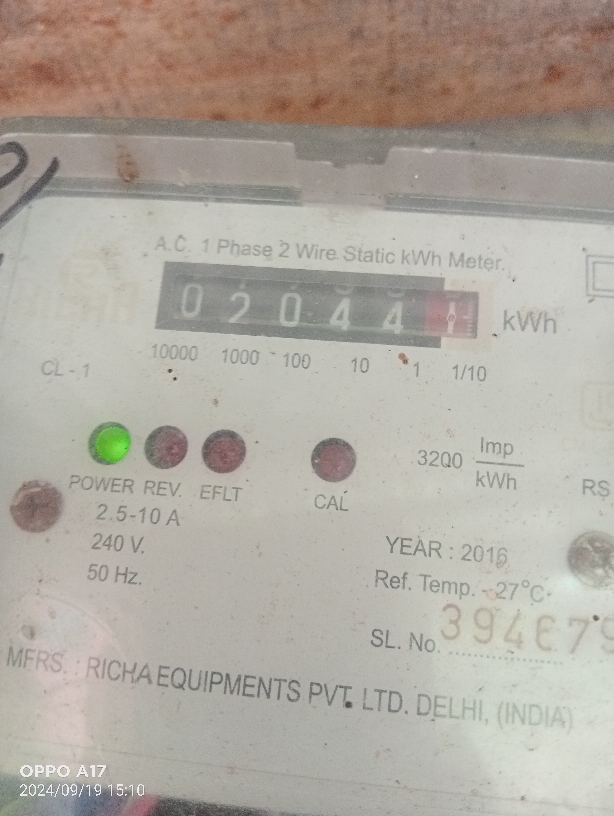 A.C. 1 Phase 2 Wire Static kWh Meter.
0 2 0 4 4 1 kWh
10000 1000 100 10 1 1/10
CL - 1
3200 Imp/kWh
POWER REV. EFLT CAL
RS
2.5-10 A
240 V.
50 Hz.
YEAR : 2016
Ref. Temp. - 27°C
SL. No. 394679
MFRS. : RICHA EQUIPMENTS PVT. LTD. DELHI, (INDIA)
OPPO A17
2024/09/19 15:10